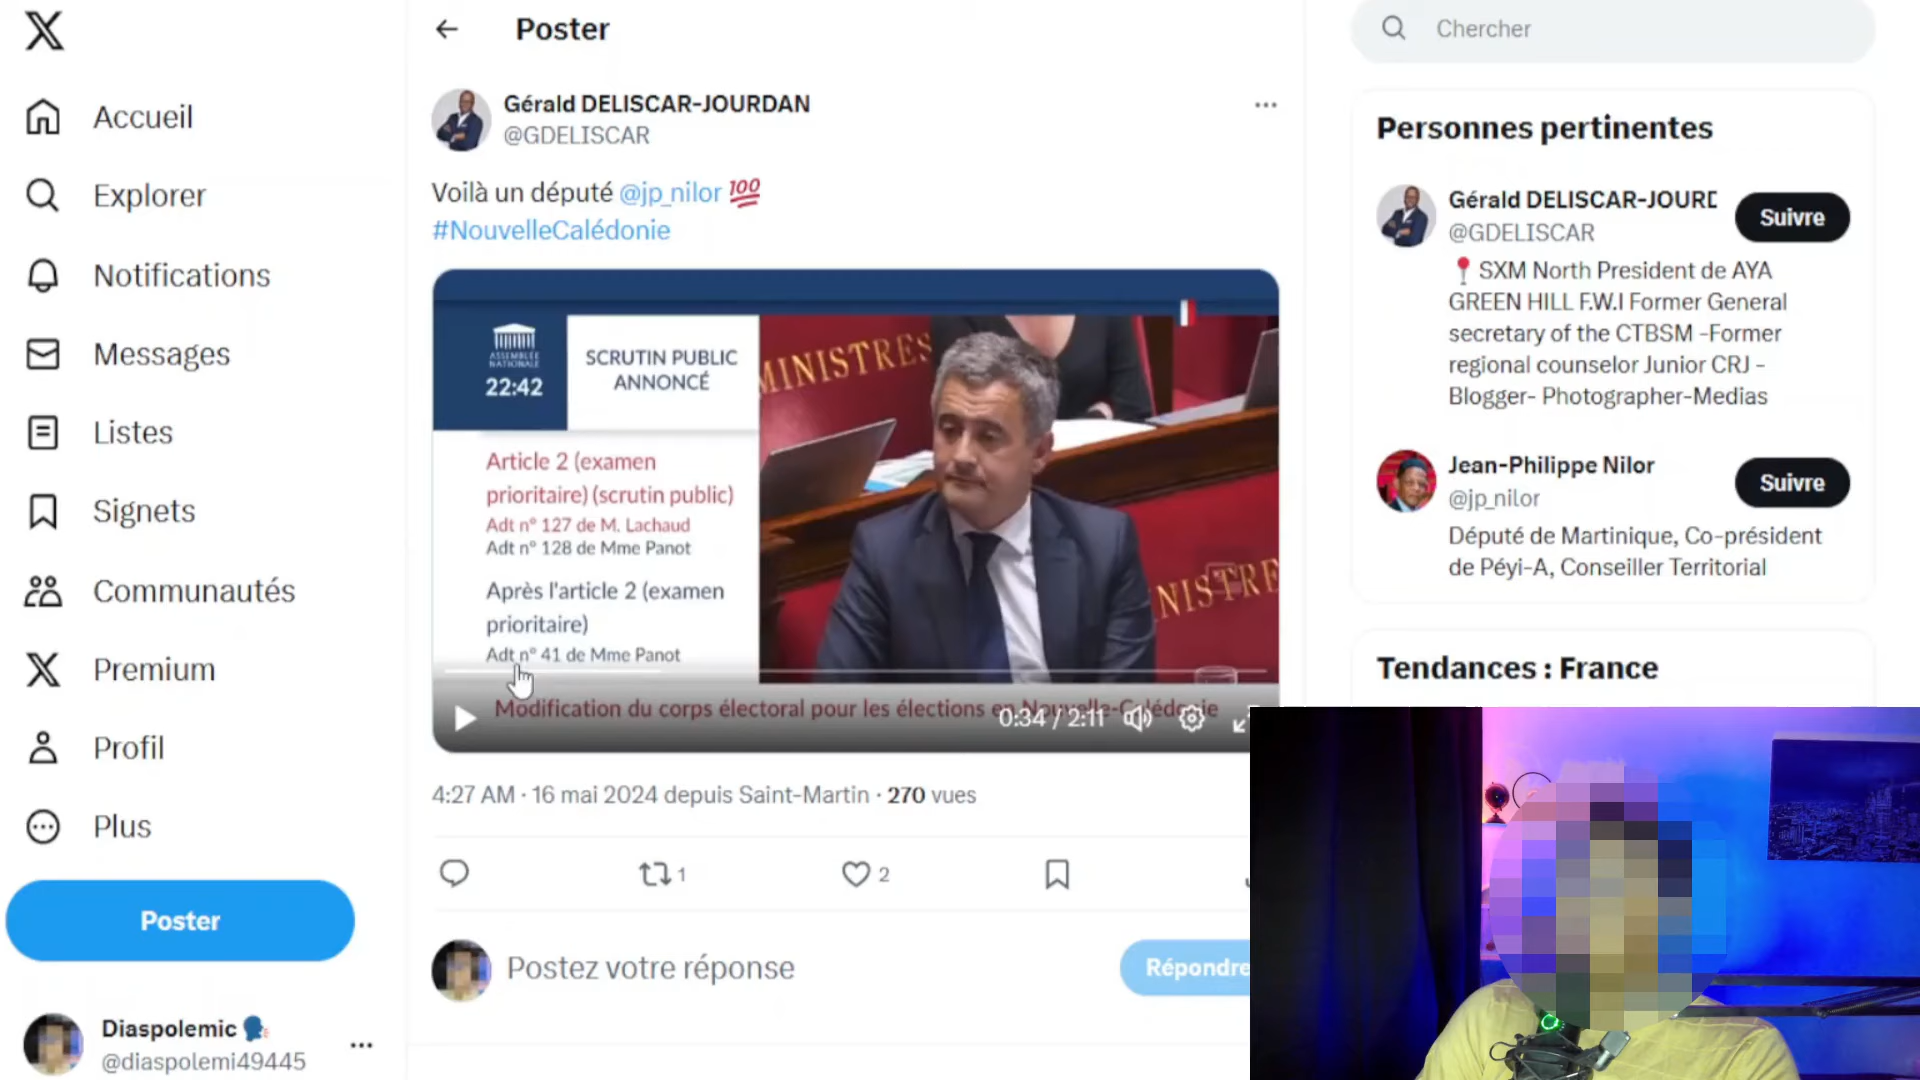 Accueil
Explorer
Notifications
Messages
Listes
Signets
Communautés
Premium
Profil
Plus
Poster
Diaspolemic
@diaspolemi49445
Poster
Gérald DELISCAR-JOURDAN
@GDELISCAR
Voilà un député @jp_nilor 💯
#NouvelleCalédonie
ASSEMBLÉE
NATIONALE
22:42
SCRUTIN PUBLIC
ANNONCÉ
Article 2 (examen
prioritaire) (scrutin public)
Adt n° 127 de M. Lachaud
Adt n° 128 de Mme Panot
Après l'article 2 (examen
prioritaire)
Adt n° 41 de Mme Panot
MINISTRES
NISTRE
Modification du corps électoral pour les élections en Nouvelle-Calédonie
0:34 / 2:11
4:27 AM · 16 mai 2024 depuis Saint-Martin · 270 vues
1
2
Postez votre réponse
Répondre
Chercher
Personnes pertinentes
Gérald DELISCAR-JOURD
@GDELISCAR
Suivre
📍 SXM North President de AYA
GREEN HILL F.W.I Former General
secretary of the CTBSM -Former
regional counselor Junior CRJ -
Blogger- Photographer-Medias
Jean-Philippe Nilor
@jp_nilor
Suivre
Député de Martinique, Co-président
de Péyi-A, Conseiller Territorial
Tendances : France